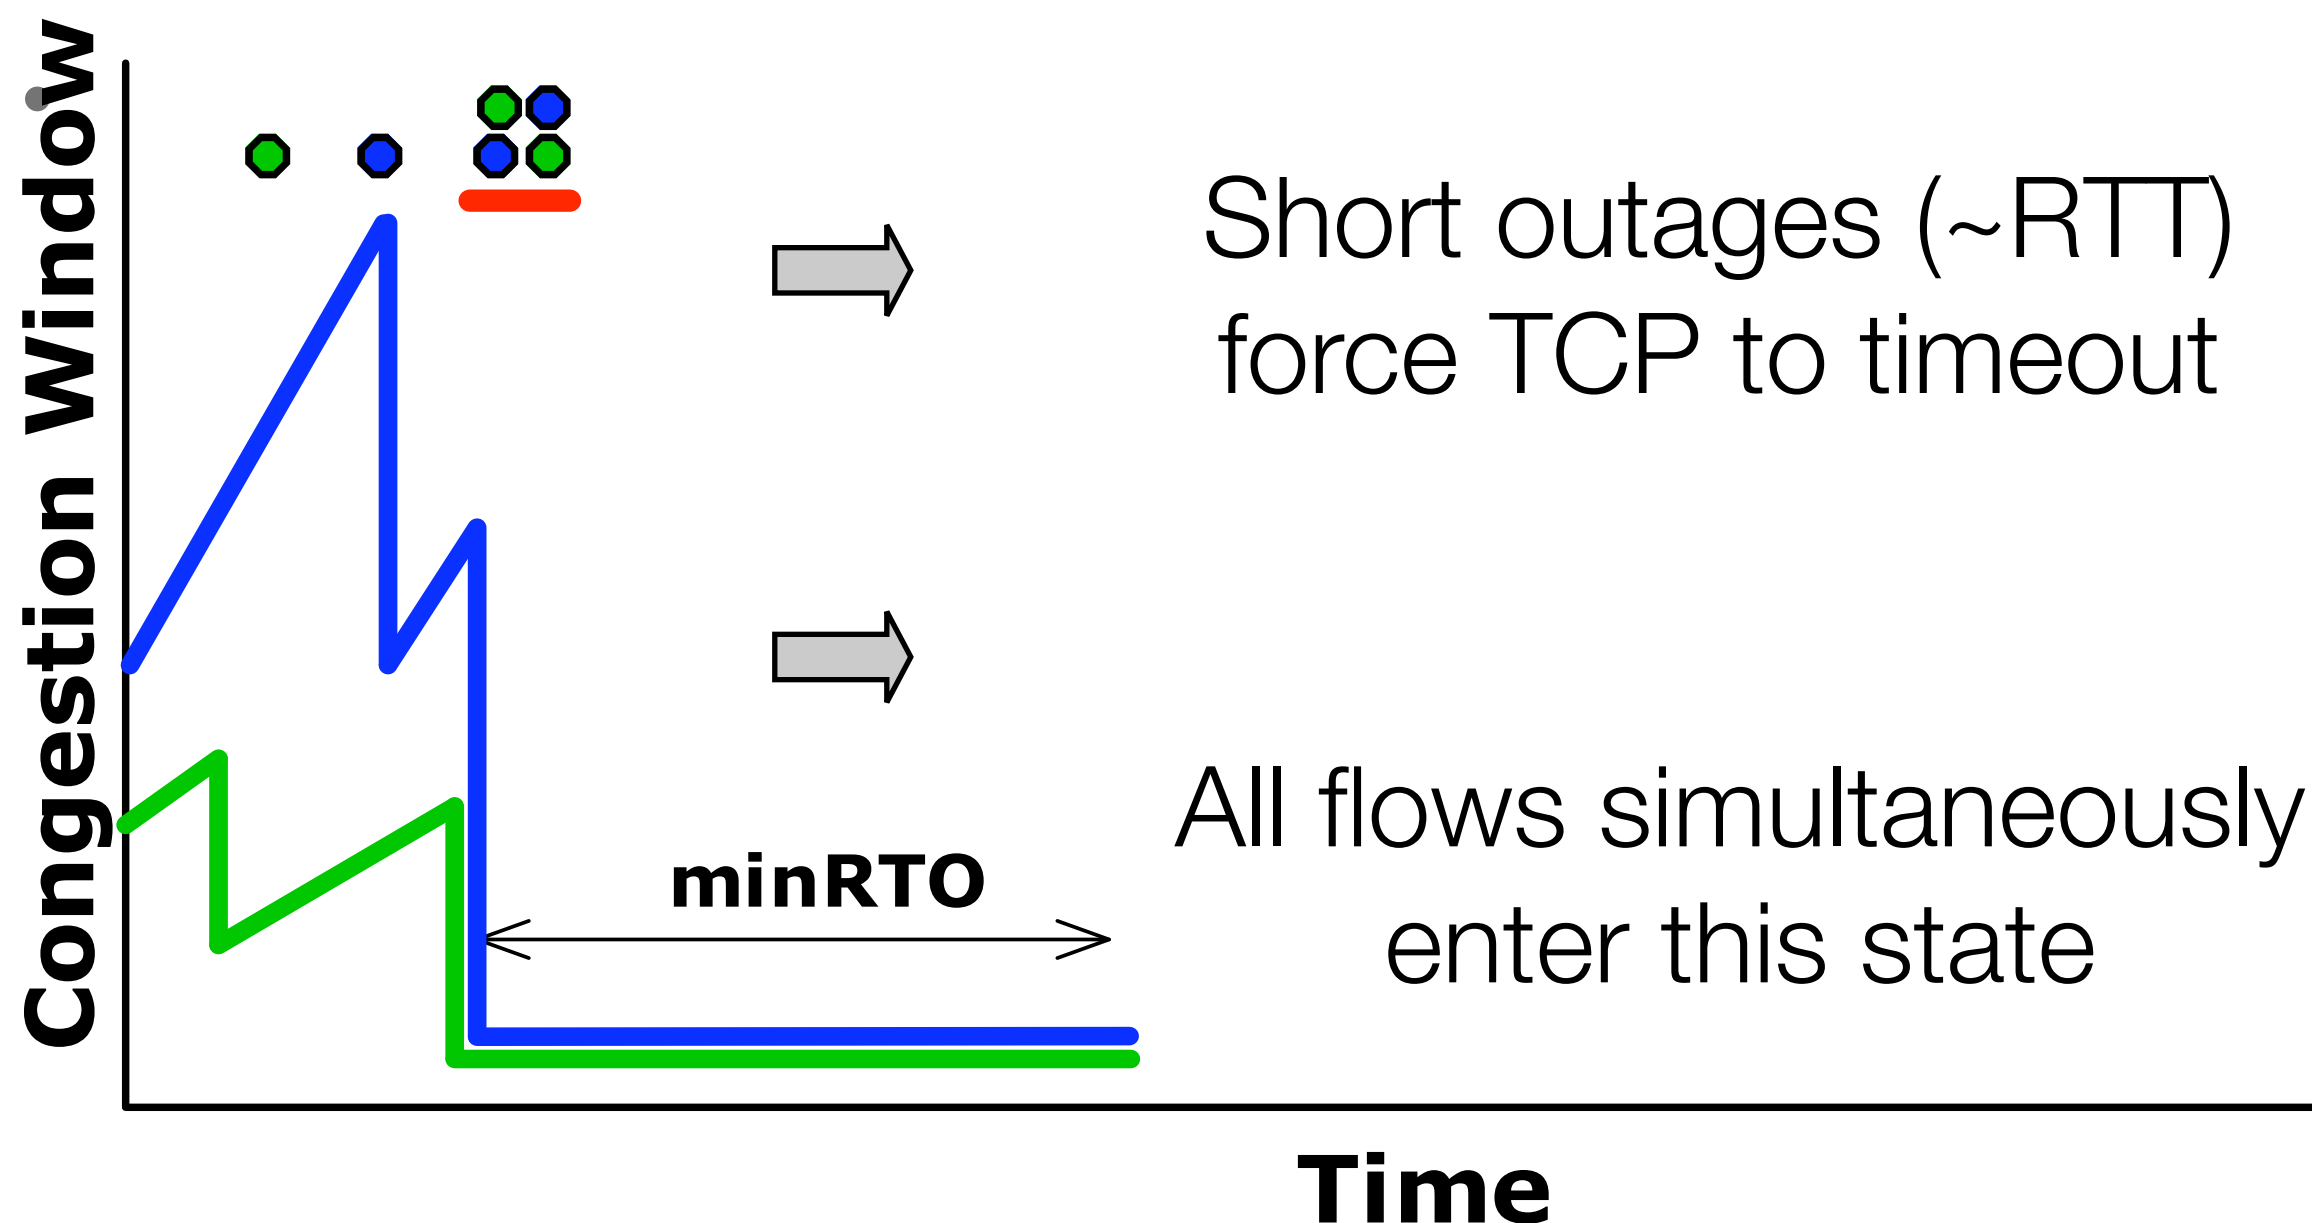 Congestion Window
Short outages (~RTT)
force TCP to timeout
All flows simultaneously
enter this state
minRTO
Time